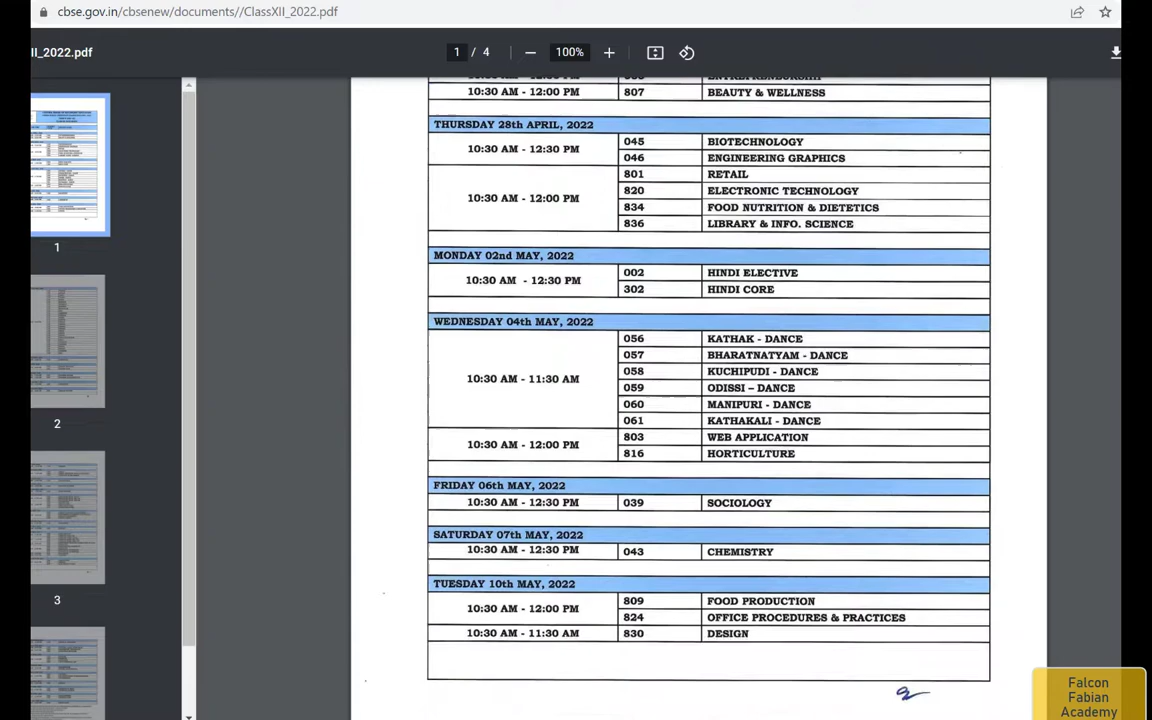 cbse.gov.in/cbsenew/documents//ClassXII_2022.pdf
II_2022.pdf
1 / 4
100%
10:30 AM - 12:00 PM 807 BEAUTY & WELLNESS
THURSDAY 28th APRIL, 2022
10:30 AM - 12:30 PM 045 BIOTECHNOLOGY
046 ENGINEERING GRAPHICS
10:30 AM - 12:00 PM 801 RETAIL
820 ELECTRONIC TECHNOLOGY
834 FOOD NUTRITION & DIETETICS
836 LIBRARY & INFO. SCIENCE
MONDAY 02nd MAY, 2022
10:30 AM - 12:30 PM 002 HINDI ELECTIVE
302 HINDI CORE
WEDNESDAY 04th MAY, 2022
10:30 AM - 11:30 AM 056 KATHAK - DANCE
057 BHARATNATYAM - DANCE
058 KUCHIPUDI - DANCE
059 ODISSI – DANCE
060 MANIPURI - DANCE
061 KATHAKALI - DANCE
10:30 AM - 12:00 PM 803 WEB APPLICATION
816 HORTICULTURE
FRIDAY 06th MAY, 2022
10:30 AM - 12:30 PM 039 SOCIOLOGY
SATURDAY 07th MAY, 2022
10:30 AM - 12:30 PM 043 CHEMISTRY
TUESDAY 10th MAY, 2022
10:30 AM - 12:00 PM 809 FOOD PRODUCTION
824 OFFICE PROCEDURES & PRACTICES
10:30 AM - 11:30 AM 830 DESIGN
1
2
3
Falcon
Fabian
Academy